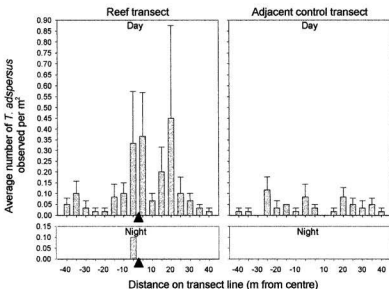 Reef transect
Adjacent control transect
Day
Day
Average number of T. adspersus
observed per m²
0.90
0.85
0.80
0.75
0.70
0.65
0.60
0.55
0.50
0.45
0.40
0.35
0.30
0.25
0.20
0.15
0.10
0.05
0.00
Night
Night
0.15
0.10
0.05
0.00
-40 -30 -20 -10 0 10 20 30 40
-40 -30 -20 -10 0 10 20 30 40
Distance on transect line (m from centre)